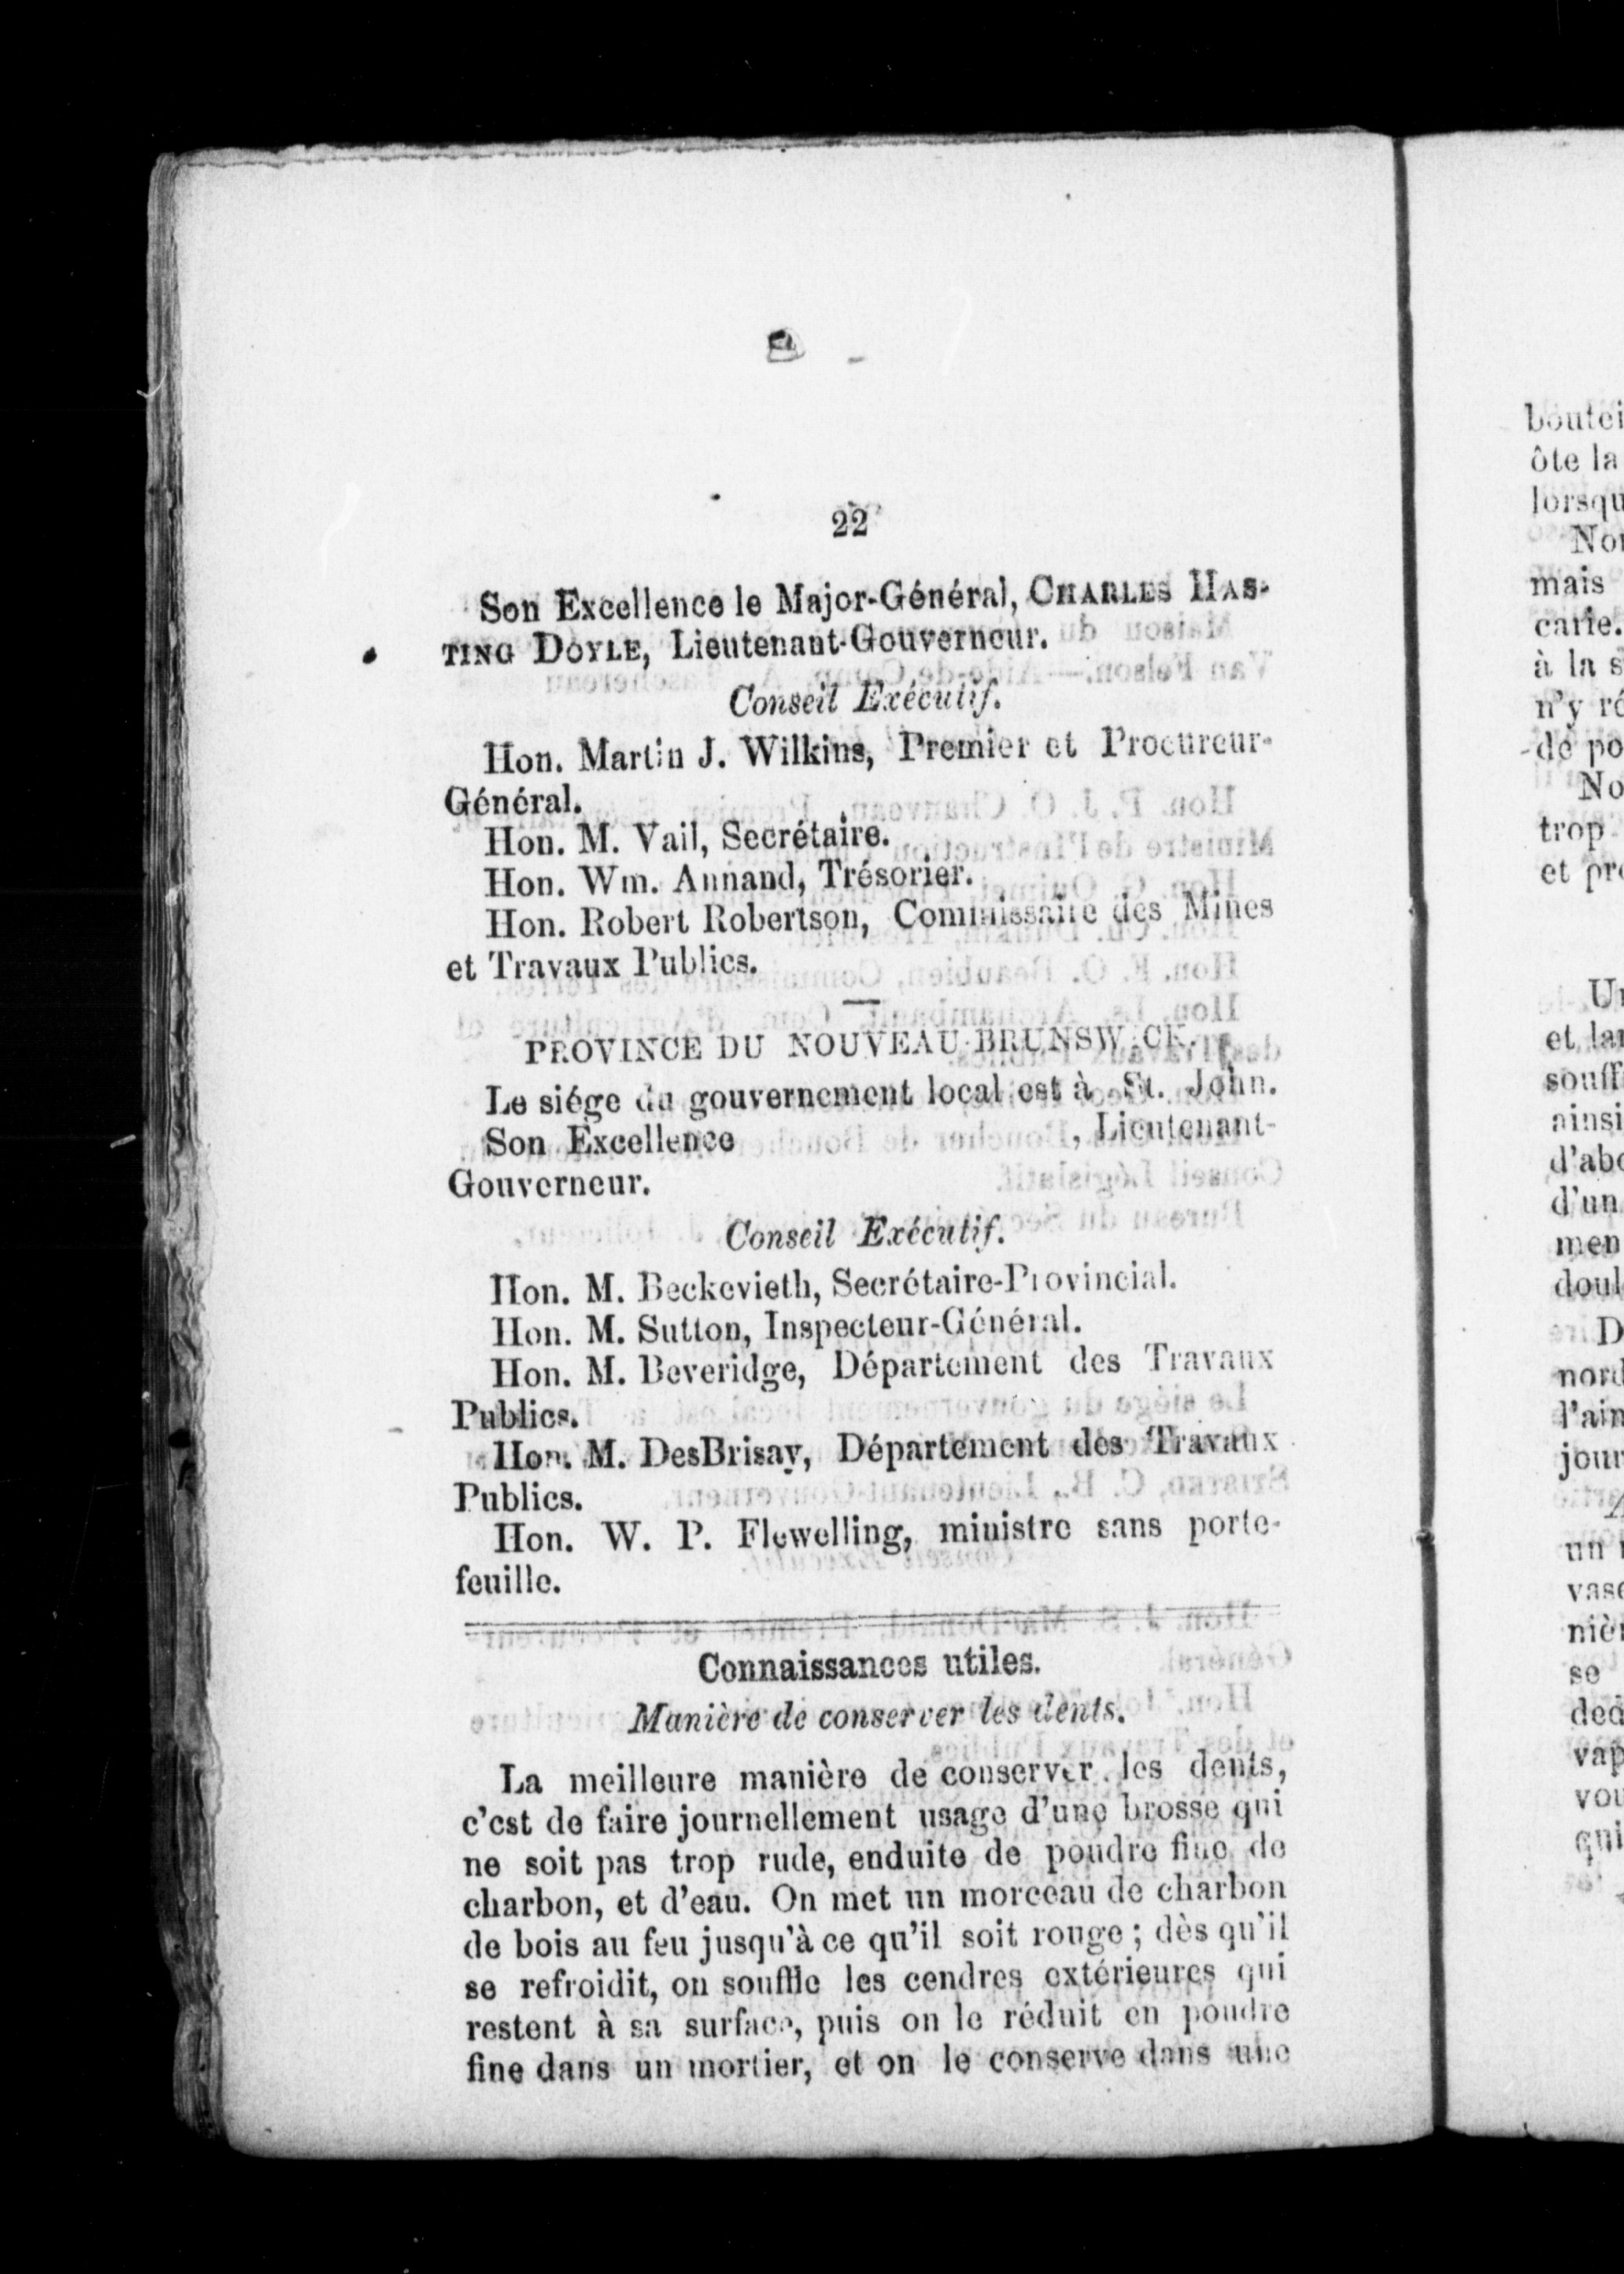 22
Son Excellence le Major-Général, CHARLES HAS-
TING DOYLE, Lieutenant-Gouverneur.
Conseil Exécutif.
Hon. Martin J. Wilkins, Premier et Procureur-
Général.
Hon. M. Vail, Secrétaire.
Hon. Wm. Annand, Trésorier.
Hon. Robert Robertson, Commissaire des Mines
et Travaux Publics.
PROVINCE DU NOUVEAU-BRUNSWICK.
Le siége du gouvernement local est à St. John.
Son Excellence , Lieutenant-
Gouverneur.
Conseil Exécutif.
Hon. M. Beckevieth, Secrétaire-Provincial.
Hon. M. Sutton, Inspecteur-Général.
Hon. M. Beveridge, Département des Travaux
Publics.
Hon. M. DesBrisay, Département des Travaux
Publics.
Hon. W. P. Flewelling, ministre sans porte-
feuille.
Connaissances utiles.
Manière de conserver les dents.
La meilleure manière de conserver les dents,
c'est de faire journellement usage d'une brosse qui
ne soit pas trop rude, enduite de poudre fine de
charbon, et d'eau. On met un morceau de charbon
de bois au feu jusqu'à ce qu'il soit rouge ; dès qu'il
se refroidit, on souffle les cendres extérieures qui
restent à sa surface, puis on le réduit en poudre
fine dans un mortier, et on le conserve dans une